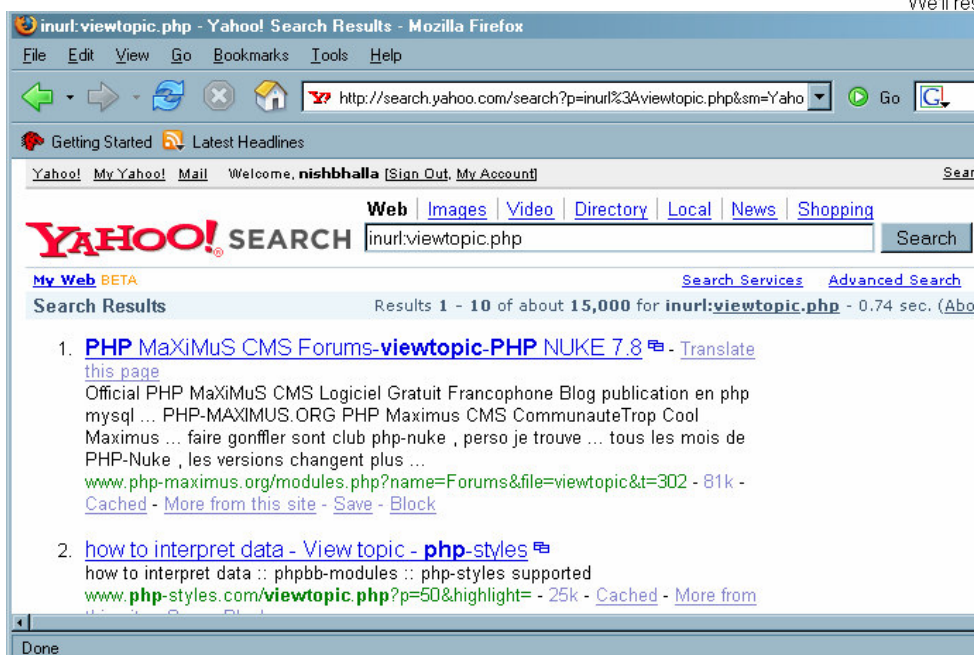 We'll res
inurl:viewtopic.php - Yahoo! Search Results - Mozilla Firefox
File Edit View Go Bookmarks Tools Help
http://search.yahoo.com/search?p=inurl%3Aviewtopic.php&sm=Yaho Go G
Getting Started Latest Headlines
Yahoo! My Yahoo! Mail Welcome, nishbhalla [Sign Out, My Account] Sear
Web | Images | Video | Directory | Local | News | Shopping
YAHOO! SEARCH inurl:viewtopic.php Search
My Web BETA Search Services Advanced Search
Search Results Results 1 - 10 of about 15,000 for inurl:viewtopic.php - 0.74 sec. (Abo
1. PHP MaXiMuS CMS Forums-viewtopic-PHP NUKE 7.8 - Translate
this page
Official PHP MaXiMuS CMS Logiciel Gratuit Francophone Blog publication en php
mysql ... PHP-MAXIMUS.ORG PHP Maximus CMS CommunauteTrop Cool
Maximus ... faire gonffler sont club php-nuke , perso je trouve ... tous les mois de
PHP-Nuke , les versions changent plus ...
www.php-maximus.org/modules.php?name=Forums&file=viewtopic&t=302 - 81k -
Cached - More from this site - Save - Block
2. how to interpret data - View topic - php-styles
how to interpret data :: phpbb-modules :: php-styles supported
www.php-styles.com/viewtopic.php?p=50&highlight= - 25k - Cached - More from
Done